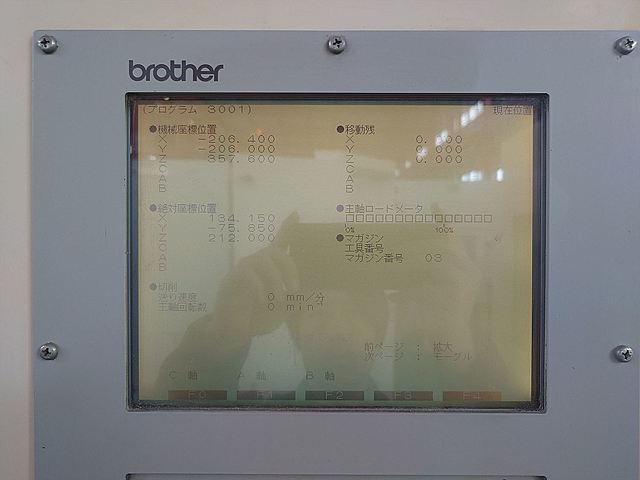 brother
(プログラム 3001) 現在位置
●機械座標位置 ●移動残
X -206.400 X 0.000
Y -206.000 Y 0.000
Z 357.600 Z 0.000
C C
A A
B B
●絶対座標位置 ●主軸ロードメータ
X 134.150
Y -75.850 0% 100%
Z 212.000 ●マガジン
C 工具番号
A マガジン番号 03
B
●切削
送り速度 0 mm/分
主軸回転数 0 min⁻¹
前ページ : 拡大
次ページ : モーグル
C 軸 A 軸 B 軸
F0 F1 F2 F3 F4